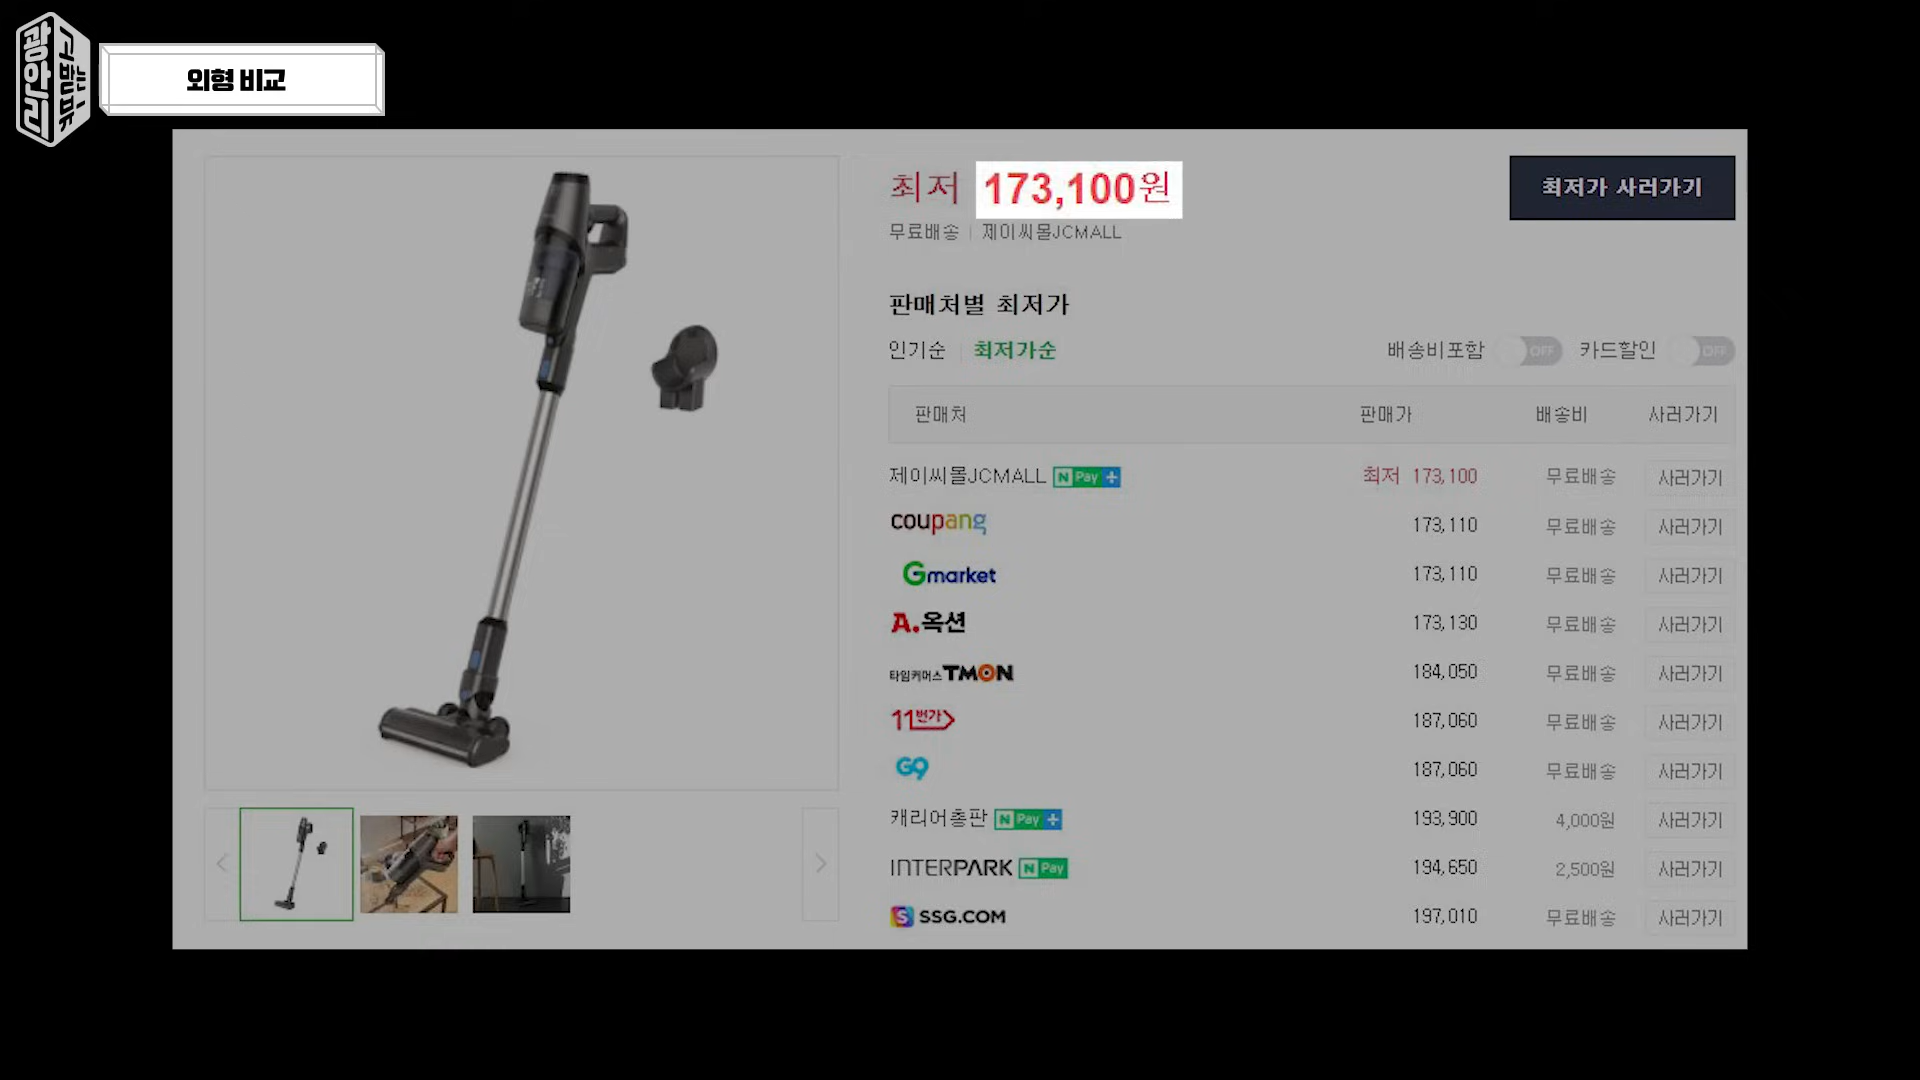 광안리
고밤뷰
외형 비교
최저 173,100원
최저가 사러가기
무료배송 제이씨몰JCMALL
판매처별 최저가
인기순 최저가순
배송비포함 OFF 카드할인 OFF
판매처 판매가 배송비 사러가기
제이씨몰JCMALL N Pay + 최저 173,100 무료배송 사러가기
coupang 173,110 무료배송 사러가기
Gmarket 173,110 무료배송 사러가기
A.옥션 173,130 무료배송 사러가기
타임커머스 TMON 184,050 무료배송 사러가기
11번가 187,060 무료배송 사러가기
G9 187,060 무료배송 사러가기
캐리어총판 N Pay + 193,900 4,000원 사러가기
INTERPARK N Pay 194,650 2,500원 사러가기
S SSG.COM 197,010 무료배송 사러가기